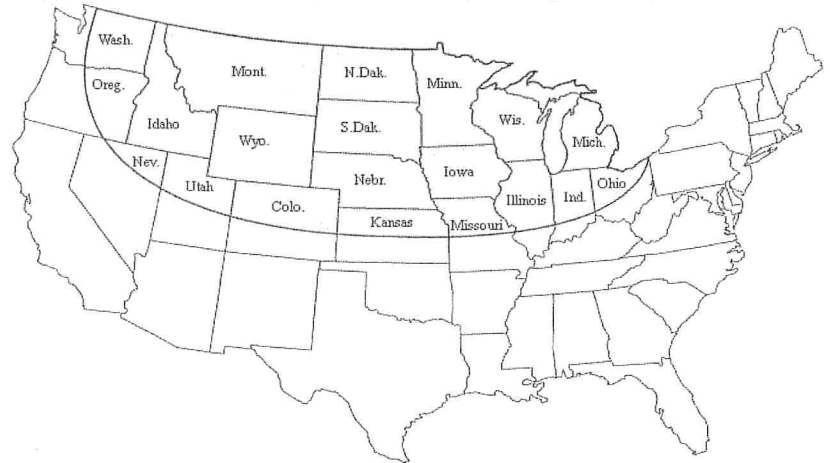 Wash.
Mont.
N.Dak.
Minn.
Oreg.
Idaho
Wyo.
S.Dak.
Wis.
Mich.
Nev.
Utah
Nebr.
Iowa
Colo.
Kansas
Missouri
Illinois
Ind.
Ohio